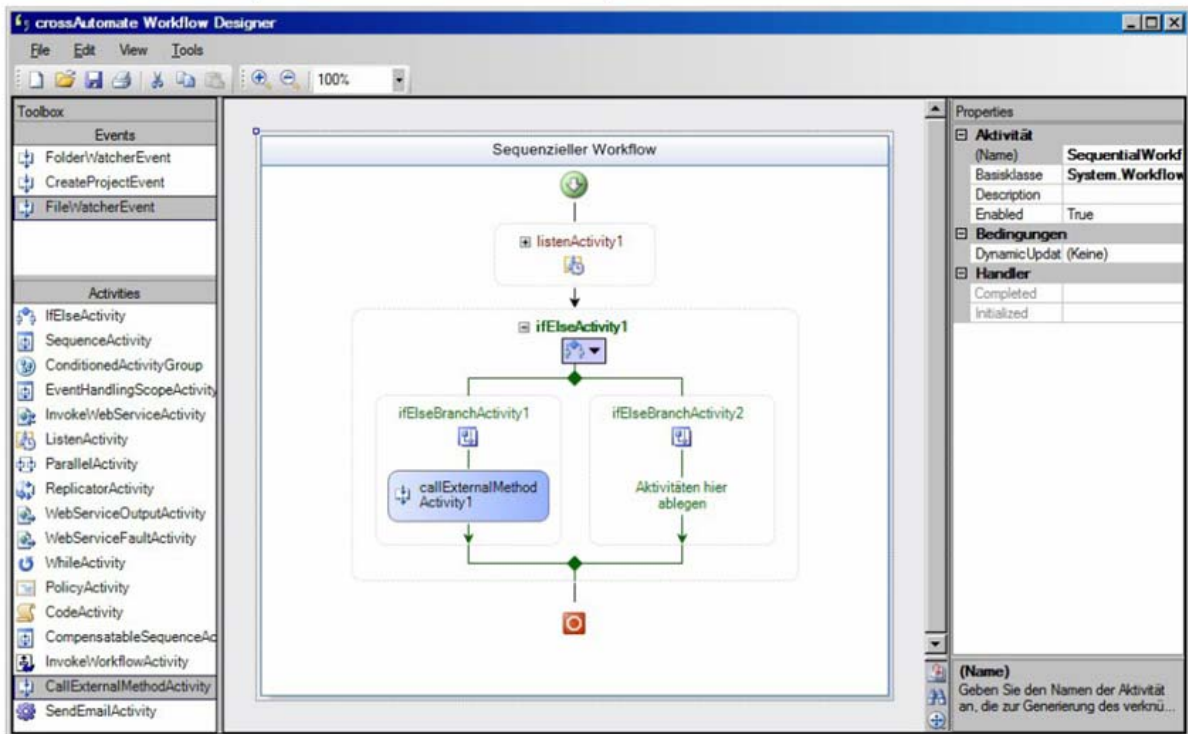 crossAutomate Workflow Designer
File Edit View Tools
100%
Toolbox
Events
FolderWatcherEvent
CreateProjectEvent
FileWatcherEvent
Activities
IfElseActivity
SequenceActivity
ConditionedActivityGroup
EventHandlingScopeActivity
InvokeWebServiceActivity
ListenActivity
ParallelActivity
ReplicatorActivity
WebServiceOutputActivity
WebServiceFaultActivity
WhileActivity
PolicyActivity
CodeActivity
CompensatableSequenceAc
InvokeWorkflowActivity
CallExternalMethodActivity
SendEmailActivity
Sequenzieller Workflow
listenActivity1
ifElseActivity1
ifElseBranchActivity1
callExternalMethod
Activity1
ifElseBranchActivity2
Aktivitäten hier
ablegen
Properties
Aktivität
(Name) SequentialWorkf
Basisklasse System.Workflow
Description
Enabled True
Bedingungen
DynamicUpdat (Keine)
Handler
Completed
Initialized
(Name)
Geben Sie den Namen der Aktivität
an, die zur Generierung des verknü...